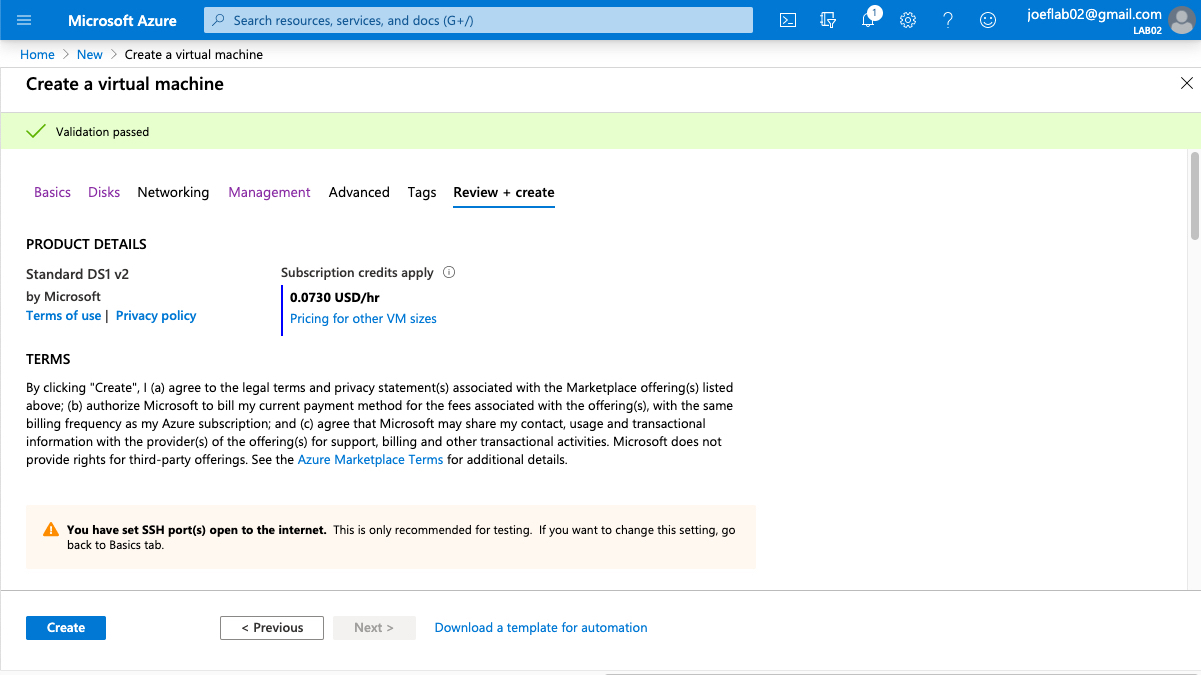 Microsoft Azure
Search resources, services, and docs (G+/)
1
joeflab02@gmail.com
LAB02
Home > New > Create a virtual machine
Create a virtual machine
Validation passed
Basics Disks Networking Management Advanced Tags Review + create
PRODUCT DETAILS
Standard DS1 v2
by Microsoft
Terms of use | Privacy policy
Subscription credits apply
0.0730 USD/hr
Pricing for other VM sizes
TERMS
By clicking "Create", I (a) agree to the legal terms and privacy statement(s) associated with the Marketplace offering(s) listed
above; (b) authorize Microsoft to bill my current payment method for the fees associated with the offering(s), with the same
billing frequency as my Azure subscription; and (c) agree that Microsoft may share my contact, usage and transactional
information with the provider(s) of the offering(s) for support, billing and other transactional activities. Microsoft does not
provide rights for third-party offerings. See the Azure Marketplace Terms for additional details.
You have set SSH port(s) open to the internet. This is only recommended for testing. If you want to change this setting, go
back to Basics tab.
Create
< Previous
Next >
Download a template for automation